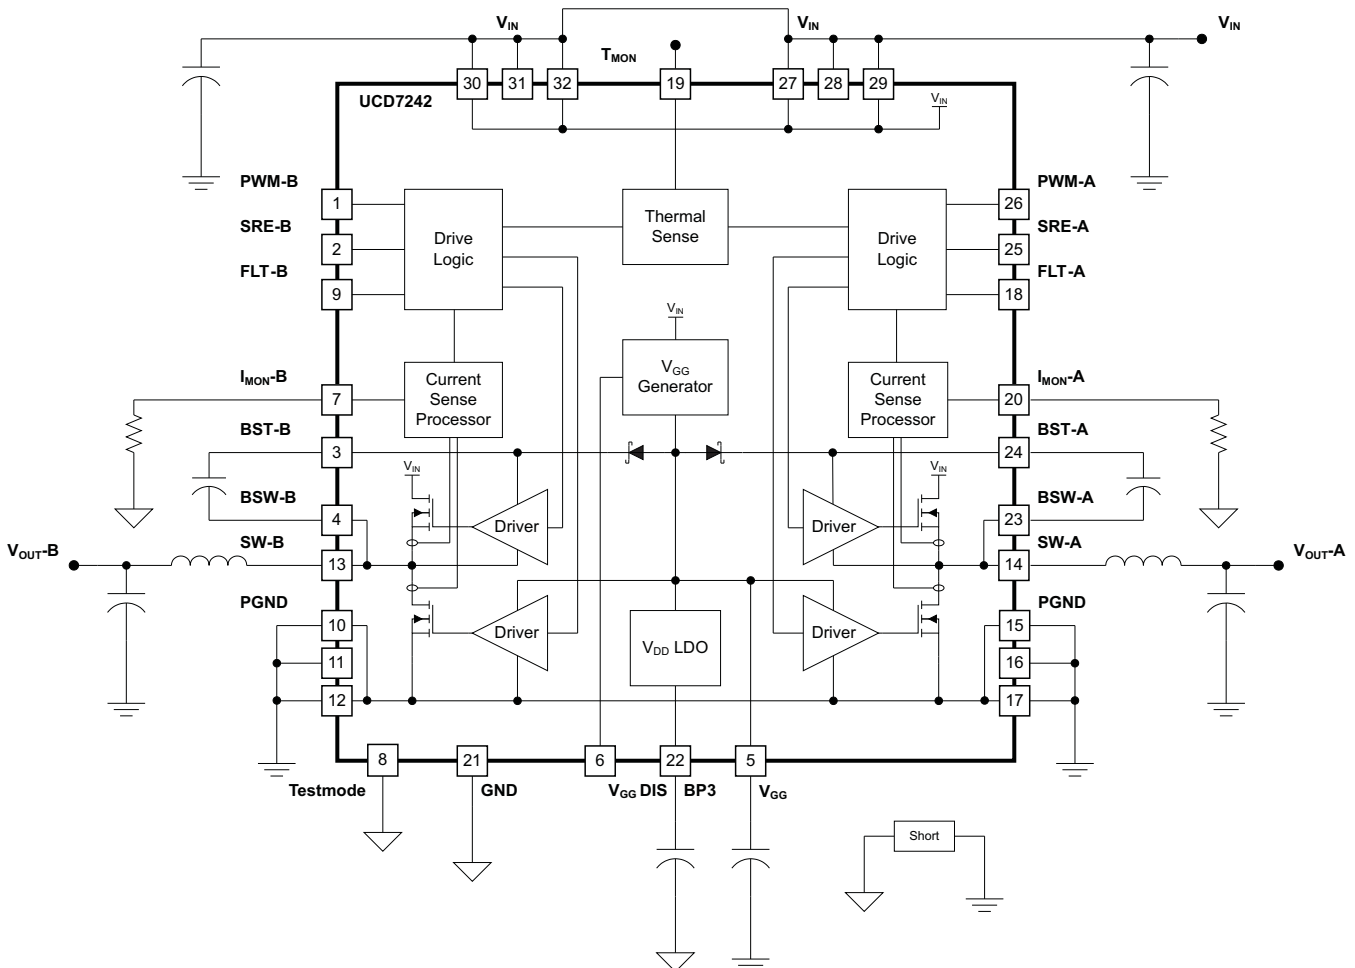 VIN VIN VIN
TMON
30 31 32 19 27 28 29
UCD7242
VIN
PWM-B
1
SRE-B
2
FLT-B
9
Drive
Logic
Thermal
Sense
Drive
Logic
PWM-A
26
SRE-A
25
FLT-A
18
VIN
VGG
Generator
IMON-B
7
Current
Sense
Processor
Current
Sense
Processor
IMON-A
20
BST-B
3
BST-A
24
VIN
VIN
BSW-B
4
Driver
Driver
BSW-A
23
VOUT-B
SW-B
13
SW-A
14
VOUT-A
PGND
10
11
12
Driver
VDD LDO
Driver
PGND
15
16
17
8 21 6 22 5
Testmode GND VGG DIS BP3 VGG
Short